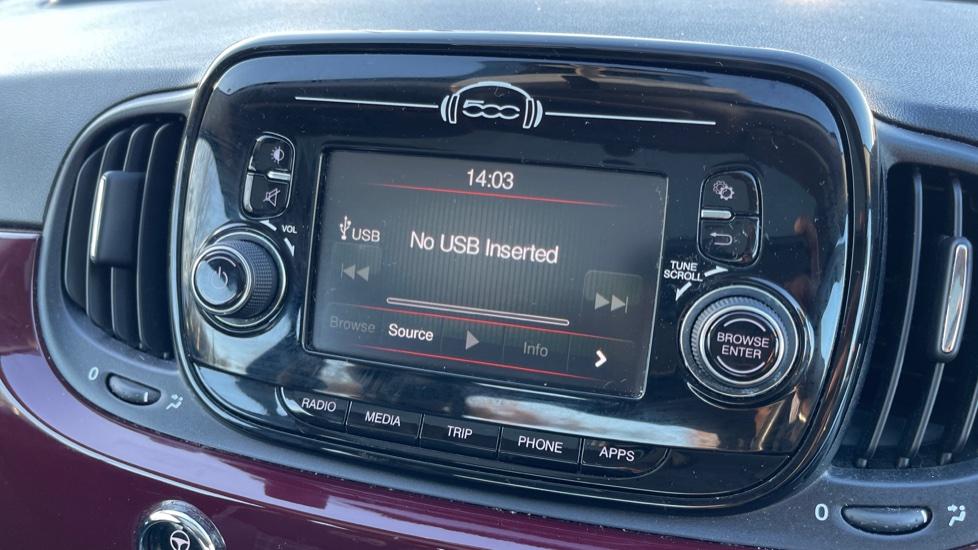 500
14:03
USB
No USB Inserted
VOL
TUNE
SCROLL
BROWSE
ENTER
Browse Source Info
RADIO MEDIA TRIP PHONE APPS
0
0